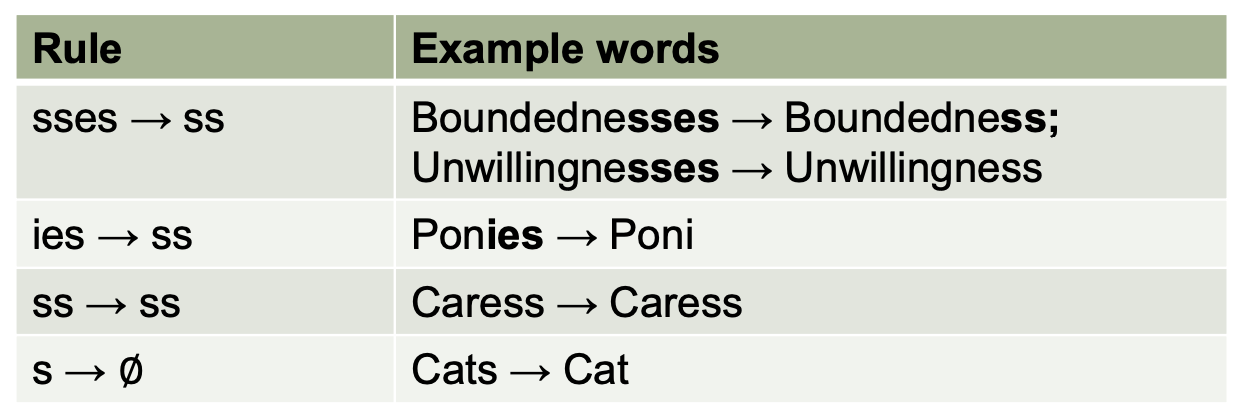 Rule Example words
sses → ss Boundednesses → Boundedness;
Unwillingnesses → Unwillingness
ies → ss Ponies → Poni
ss → ss Caress → Caress
s → ∅ Cats → Cat